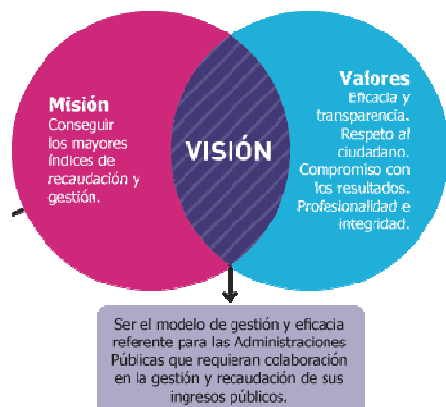 Misión
Conseguir
los mayores
índices de
recaudación y
gestión.
VISIÓN
Valores
Eficacia y
transparencia.
Respeto al
ciudadano.
Compromiso con
los resultados.
Profesionalidad e
integridad.
Ser el modelo de gestión y eficacia
referente para las Administraciones
Públicas que requieran colaboración
en la gestión y recaudación de sus
ingresos públicos.